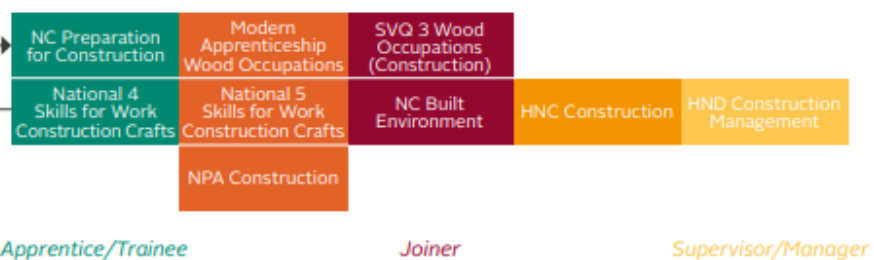 NC Preparation
for Construction
Modern
Apprenticeship
Wood Occupations
SVQ 3 Wood
Occupations
(Construction)
National 4
Skills for Work
Construction Crafts
National 5
Skills for Work
Construction Crafts
NC Built
Environment
HNC Construction
HND Construction
Management
NPA Construction
Apprentice/Trainee
Joiner
Supervisor/Manager